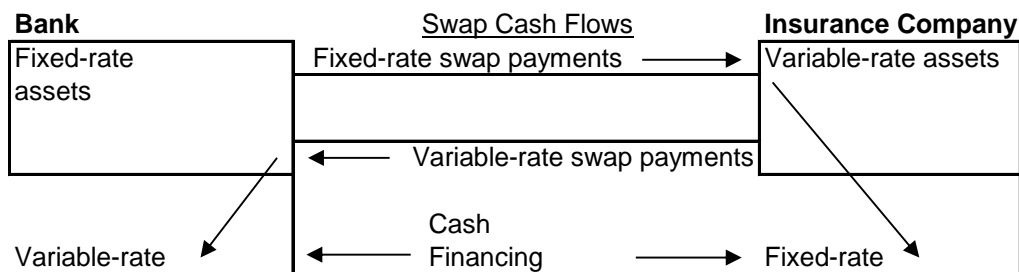 Bank Swap Cash Flows Insurance Company
Fixed-rate Fixed-rate swap payments Variable-rate assets
assets
Variable-rate swap payments
Cash
Variable-rate Financing Fixed-rate